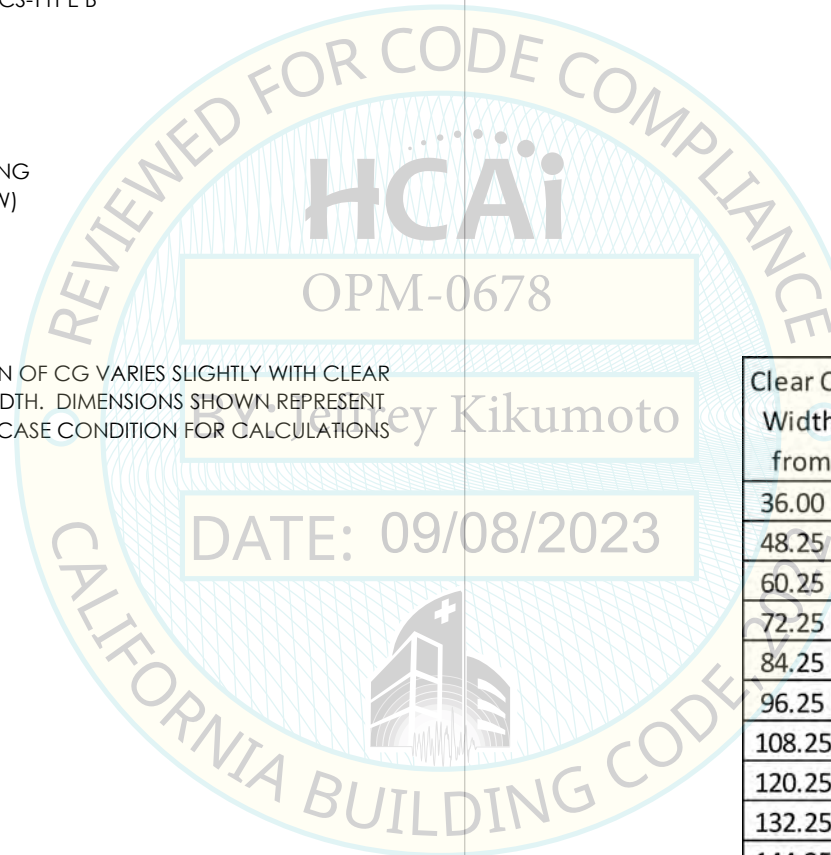 REVIEWED FOR CODE COMPLIANCE
HCAi
NG
W)
OPM-0678
N OF CG VARIES SLIGHTLY WITH CLEAR
DTH. DIMENSIONS SHOWN REPRESENT
CASE CONDITION FOR CALCULATIONS
BY: Jeffrey Kikumoto
DATE: 09/08/2023
CALIFORNIA BUILDING CODE, 2022
Clear
Width
from
36.00
48.25
60.25
72.25
84.25
96.25
108.25
120.25
132.25